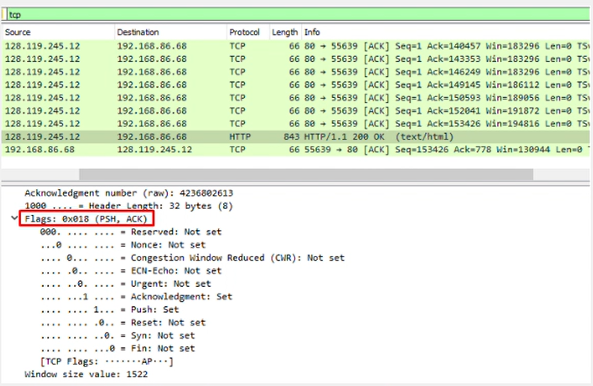 tcp
Source Destination Protocol Length Info
128.119.245.12 192.168.86.68 TCP 66 80 → 55639 [ACK] Seq=1 Ack=140457 Win=183296 Len=0 TSv
128.119.245.12 192.168.86.68 TCP 66 80 → 55639 [ACK] Seq=1 Ack=143353 Win=183296 Len=0 TSv
128.119.245.12 192.168.86.68 TCP 66 80 → 55639 [ACK] Seq=1 Ack=146249 Win=183296 Len=0 TSv
128.119.245.12 192.168.86.68 TCP 66 80 → 55639 [ACK] Seq=1 Ack=149145 Win=186112 Len=0 TSv
128.119.245.12 192.168.86.68 TCP 66 80 → 55639 [ACK] Seq=1 Ack=150593 Win=189056 Len=0 TSv
128.119.245.12 192.168.86.68 TCP 66 80 → 55639 [ACK] Seq=1 Ack=152041 Win=191872 Len=0 TSv
128.119.245.12 192.168.86.68 TCP 66 80 → 55639 [ACK] Seq=1 Ack=153426 Win=194816 Len=0 TSv
128.119.245.12 192.168.86.68 HTTP 843 HTTP/1.1 200 OK (text/html)
192.168.86.68 128.119.245.12 TCP 66 55639 → 80 [ACK] Seq=153426 Ack=778 Win=130944 Len=0 T
Acknowledgment number (raw): 4236802613
1000 .... = Header Length: 32 bytes (8)
Flags: 0x018 (PSH, ACK)
000. .... .... = Reserved: Not set
...0 .... .... = Nonce: Not set
.... 0... .... = Congestion Window Reduced (CWR): Not set
.... .0.. .... = ECN-Echo: Not set
.... ..0. .... = Urgent: Not set
.... ...1 .... = Acknowledgment: Set
.... .... 1... = Push: Set
.... .... .0.. = Reset: Not set
.... .... ..0. = Syn: Not set
.... .... ...0 = Fin: Not set
[TCP Flags: ·······AP···]
Window size value: 1522